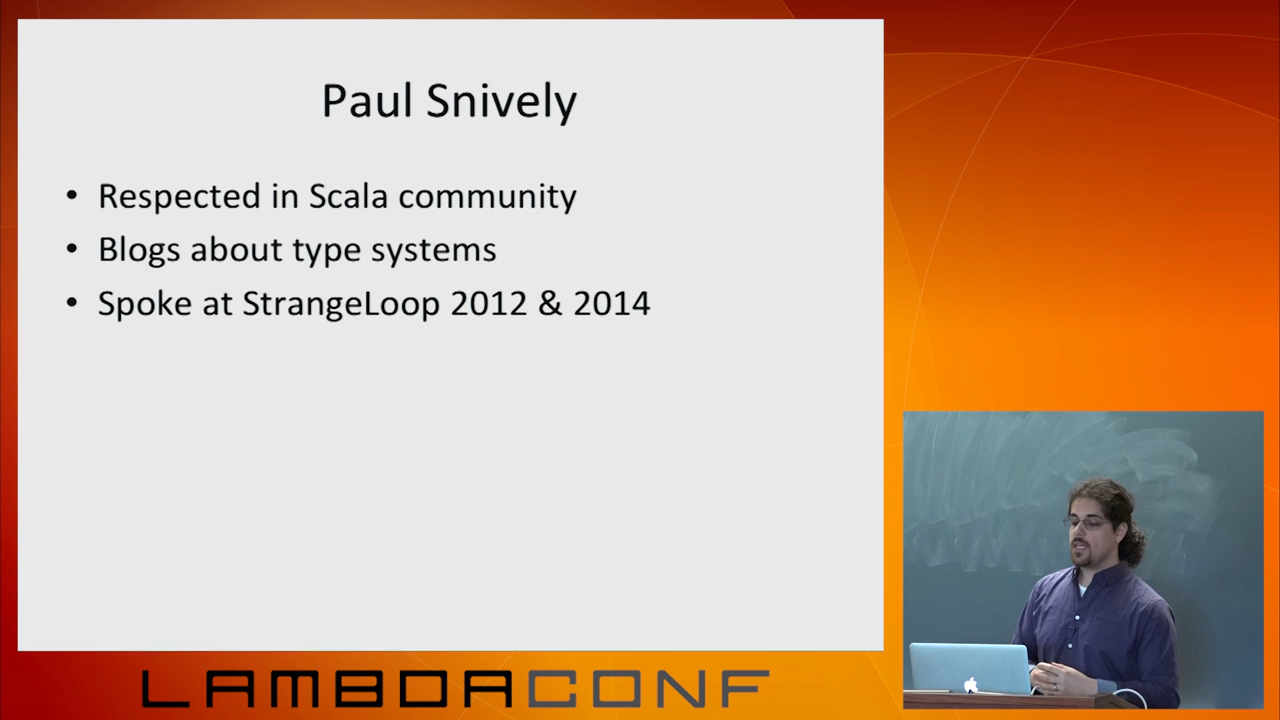 Paul Snively
• Respected in Scala community
• Blogs about type systems
• Spoke at StrangeLoop 2012 & 2014
LAMBDACONF